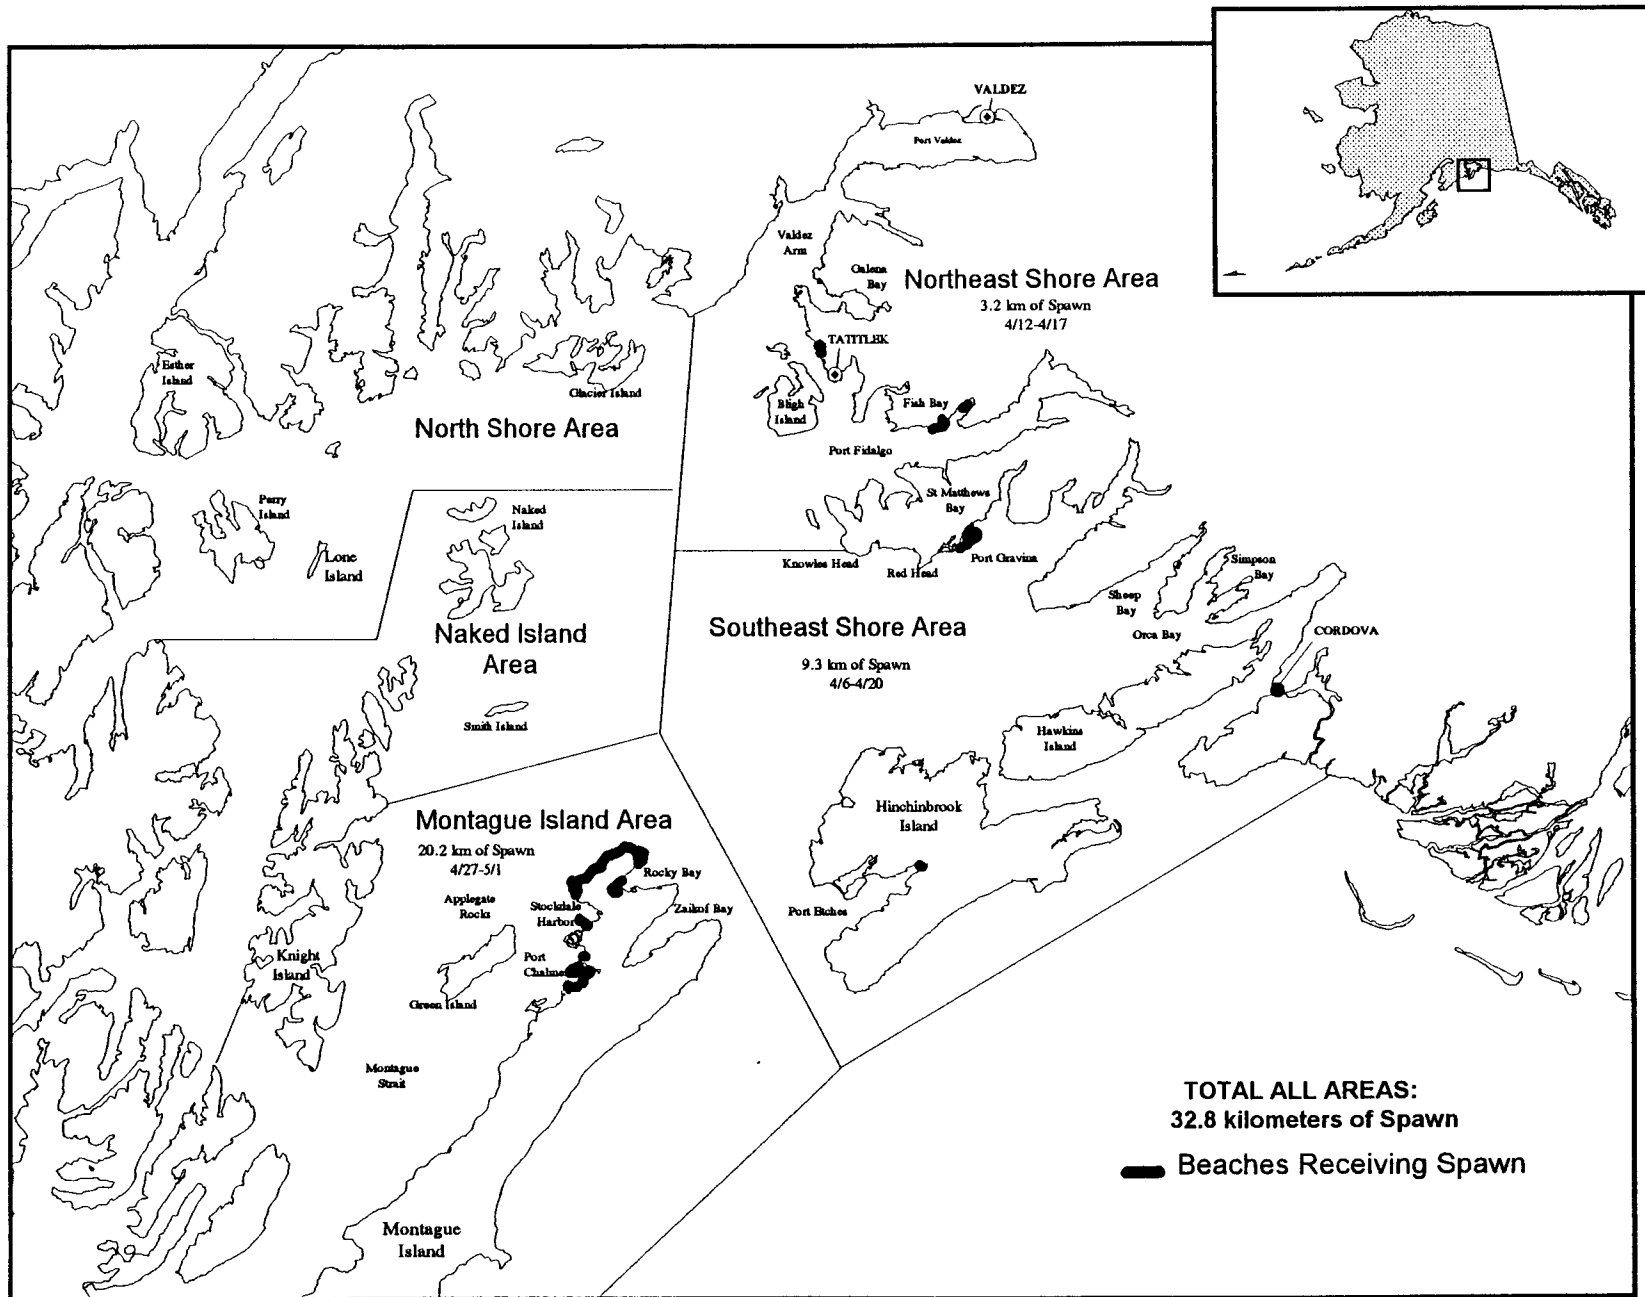 VALDEZ
Port Valdez
Valdez
Arm
Galena
Bay
Northeast Shore Area
3.2 km of Spawn
4/12-4/17
TATITLEK
Esther
Island
Glacier Island
Bligh
Island
Fish Bay
North Shore Area
Port Fidalgo
Perry
Island
Naked
Island
St Matthews
Bay
Lone
Island
Knowles Head
Red Head
Port Gravina
Simpson
Bay
Sheep
Bay
Orca Bay
CORDOVA
Naked Island
Area
Southeast Shore Area
9.3 km of Spawn
4/6-4/20
Smith Island
Hawkins
Island
Hinchinbrook
Island
Montague Island Area
20.2 km of Spawn
4/27-5/1
Rocky Bay
Applegate
Rocks
Stockdale
Harbor
Zaikof Bay
Port Etches
Knight
Island
Port
Chalme
Green Island
Montague
Strait
TOTAL ALL AREAS:
32.8 kilometers of Spawn
Beaches Receiving Spawn
Montague
Island